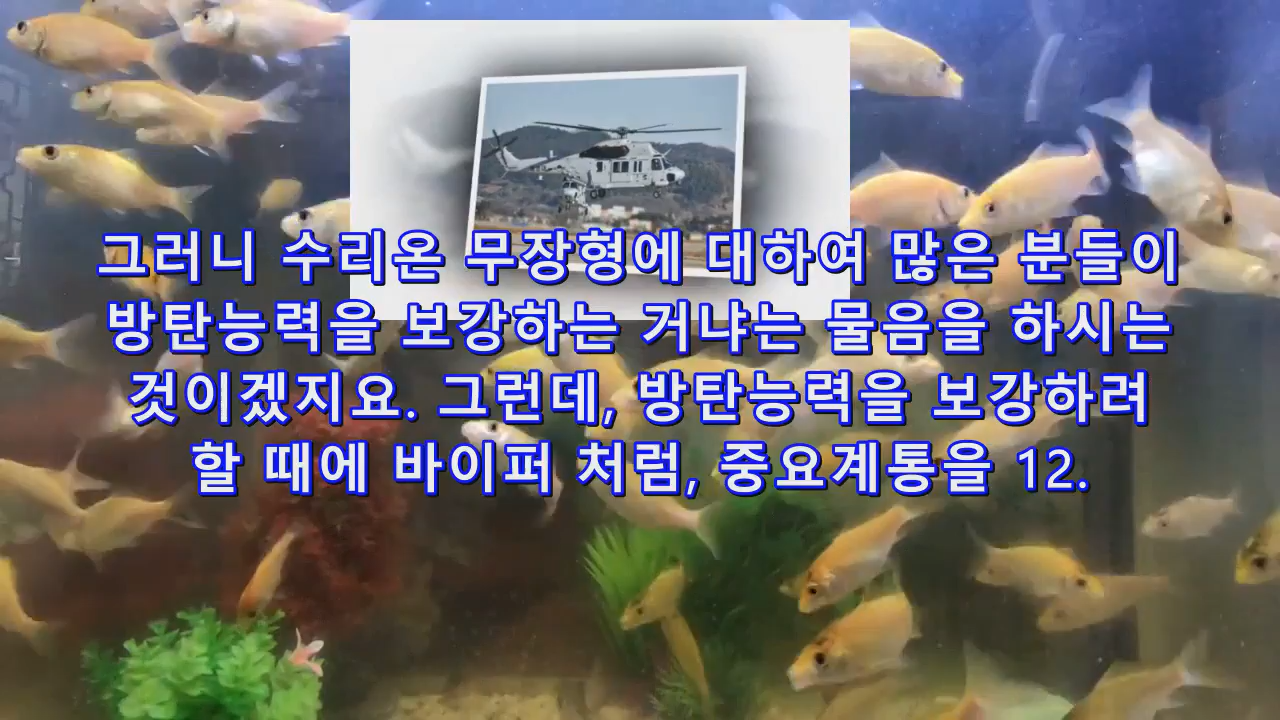 그러니 수리온 무장형에 대하여 많은 분들이
방탄능력을 보강하는 거냐는 물음을 하시는
것이겠지요. 그런데, 방탄능력을 보강하려
할 때에 바이퍼 처럼, 중요계통을 12.